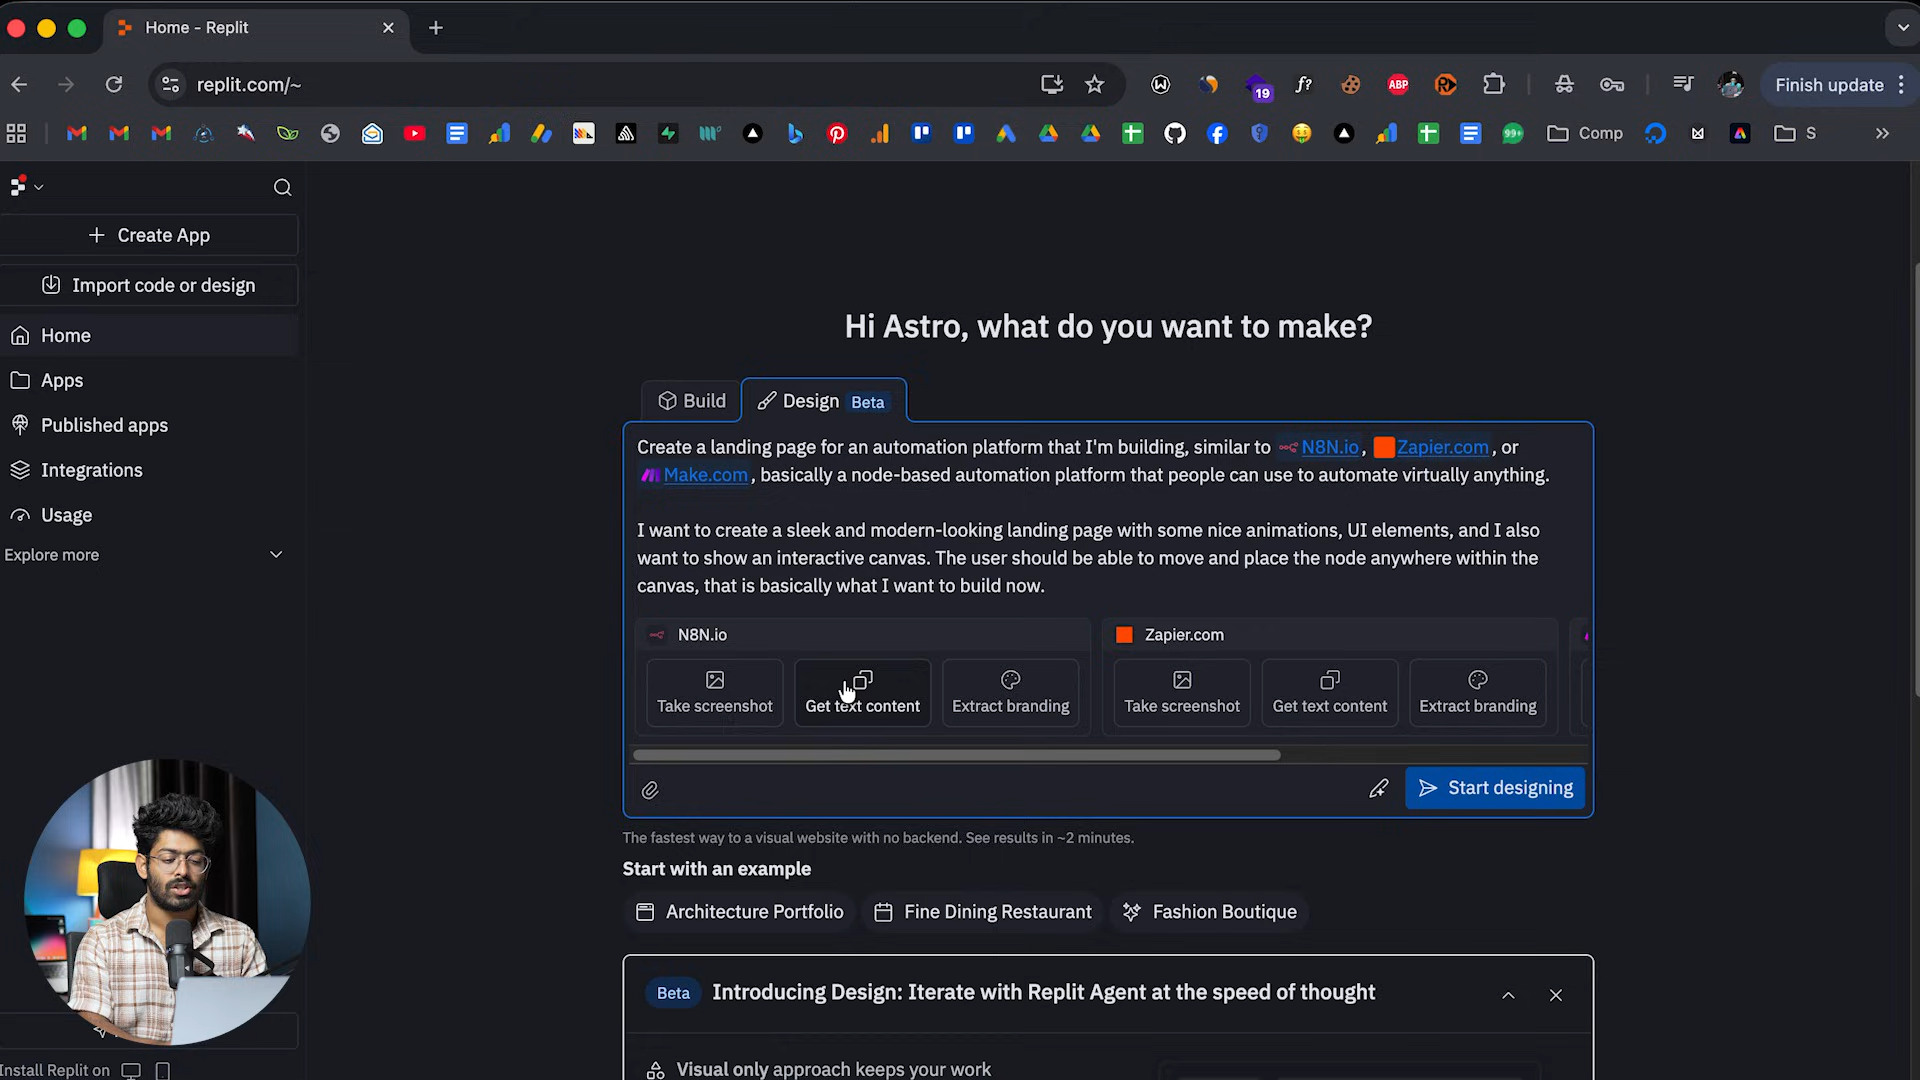 Home - Replit
replit.com/~
19
ƒ?
ABP
Finish update
99+
Comp
S
Create App
Import code or design
Home
Apps
Published apps
Integrations
Usage
Explore more
Install Replit on
Hi Astro, what do you want to make?
Build
Design Beta
Create a landing page for an automation platform that I'm building, similar to N8N.io, Zapier.com, or
Make.com, basically a node-based automation platform that people can use to automate virtually anything.
I want to create a sleek and modern-looking landing page with some nice animations, UI elements, and I also
want to show an interactive canvas. The user should be able to move and place the node anywhere within the
canvas, that is basically what I want to build now.
N8N.io
Take screenshot
Get text content
Extract branding
Zapier.com
Take screenshot
Get text content
Extract branding
Start designing
The fastest way to a visual website with no backend. See results in ~2 minutes.
Start with an example
Architecture Portfolio
Fine Dining Restaurant
Fashion Boutique
Beta Introducing Design: Iterate with Replit Agent at the speed of thought
Visual only approach keeps your work